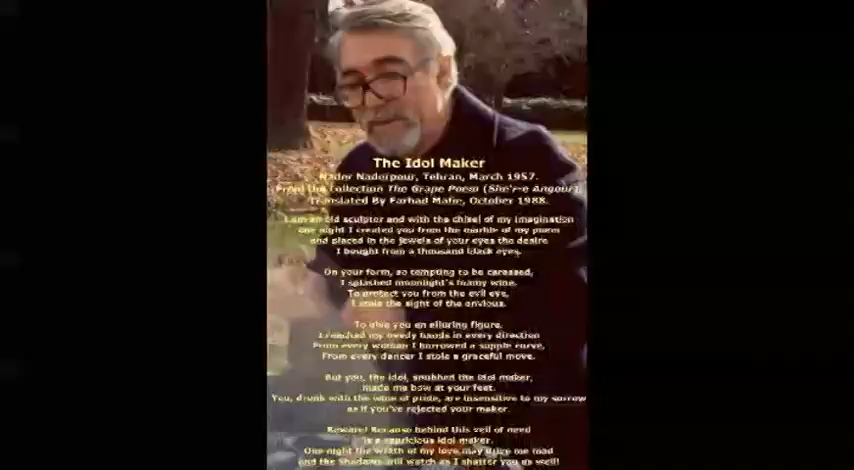 The Idol Maker
Nader Naderpour, Tehran, March 1957.
From the collection The Grape Poem (She'r-e Angour),
Translated By Farhad Mafie, October 1988.
I am an old sculptor and with the chisel of my imagination
one night I created you from the marble of my poem
and placed in the jewels of your eyes the desire
I bought from a thousand black eyes.
On your form, so tempting to be caressed,
I splashed moonlight's foamy wine.
To protect you from the evil eye,
I stole the sight of the envious.
To give you an alluring figure,
I reached my needy hands in every direction
From every woman I borrowed a supple curve,
From every dancer I stole a graceful move.
But you, the idol, snubbed the idol maker,
made me bow at your feet.
You, drunk with the wine of pride, are insensitive to my sorrow
as if you've rejected your maker.
Beware! Because behind this veil of need
is a capricious idol maker.
One night the wrath of my love may drive me mad
and the shadows will watch as I shatter you as well!